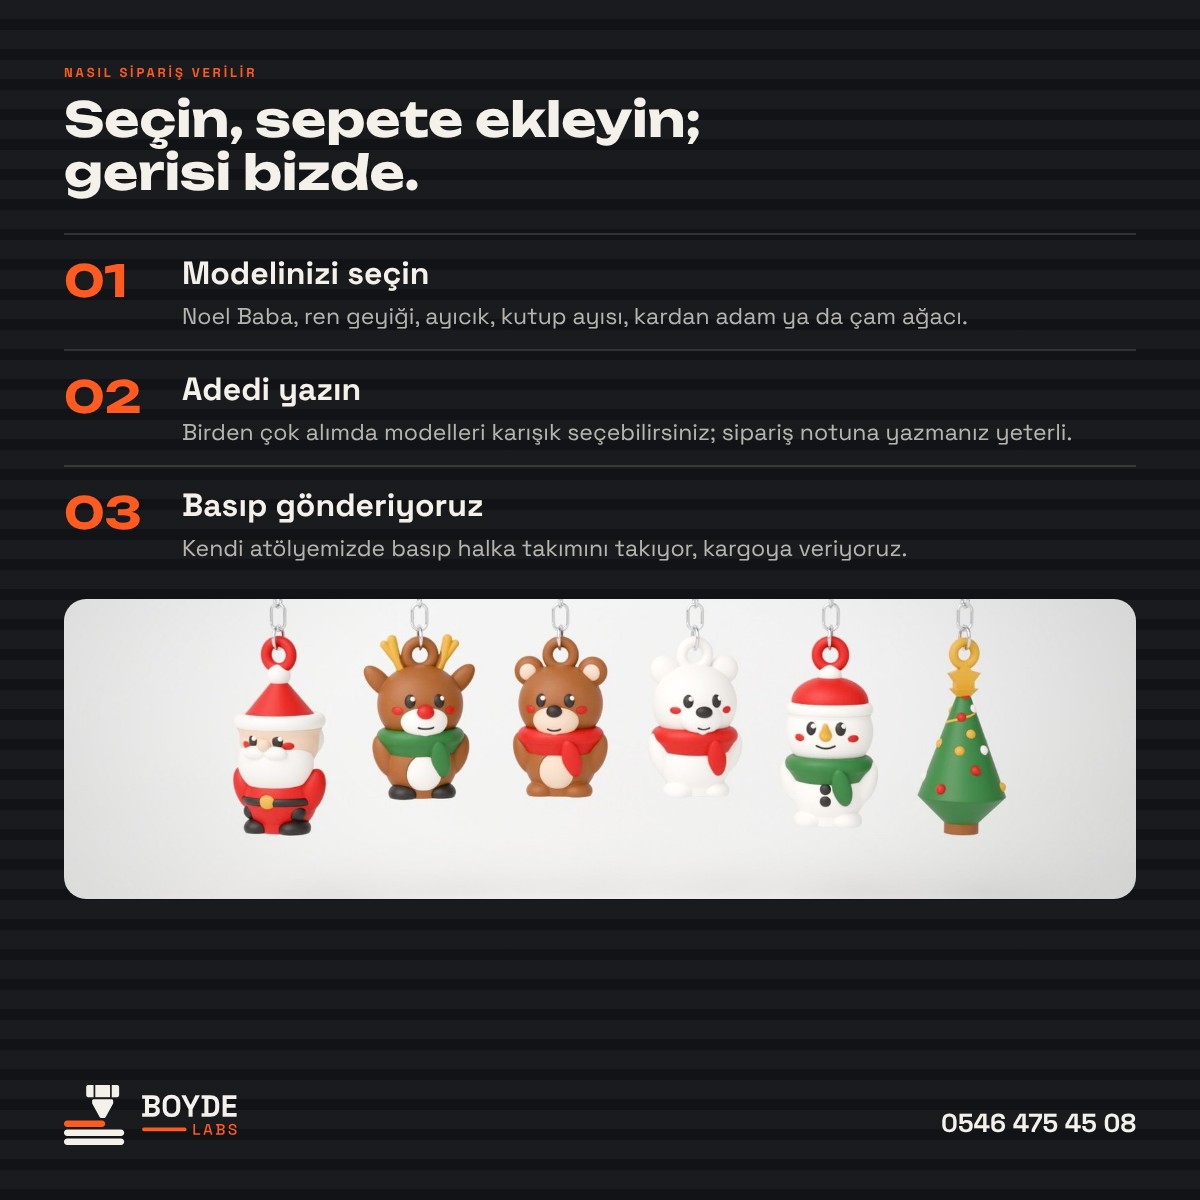 NASIL SİPARİŞ VERİLİR
Seçin, sepete ekleyin;
gerisi bizde.
01
Modelinizi seçin
Noel Baba, ren geyiği, ayıcık, kutup ayısı, kardan adam ya da çam ağacı.
02
Adedi yazın
Birden çok alımda modelleri karışık seçebilirsiniz; sipariş notuna yazmanız yeterli.
03
Basıp gönderiyoruz
Kendi atölyemizde basıp halka takımını takıyor, kargoya veriyoruz.
BOYDE
LABS
0546 475 45 08